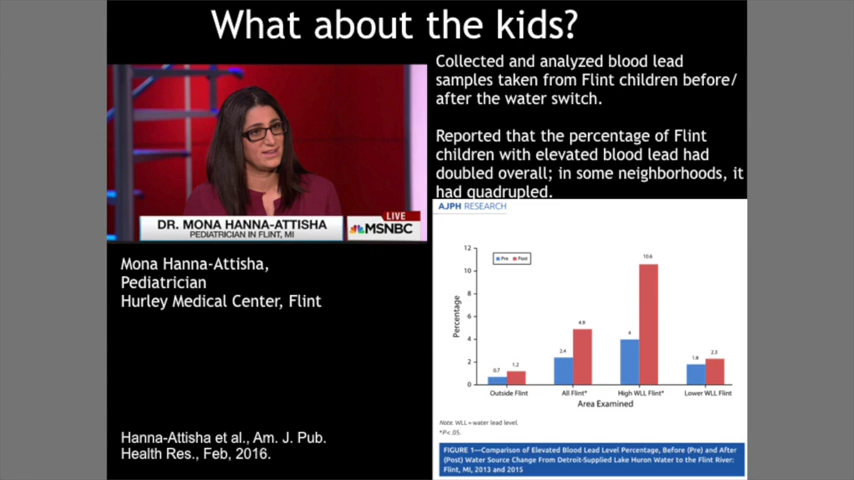 What about the kids?
Collected and analyzed blood lead
samples taken from Flint children before/
after the water switch.
Reported that the percentage of Flint
children with elevated blood lead had
doubled overall; in some neighborhoods, it
had quadrupled.
LIVE
DR. MONA HANNA-ATTISHA
PEDIATRICIAN IN FLINT, MI
MSNBC
Mona Hanna-Attisha,
Pediatrician
Hurley Medical Center, Flint
Hanna-Attisha et al., Am. J. Pub.
Health Res., Feb, 2016.
AJPH RESEARCH
Pre Post
Percentage
12
10
8
6
4
2
0
0.7 1.2 2.4 4.9 4 10.6 1.8 2.3
Outside Flint All Flint* High WLL Flint* Lower WLL Flint
Area Examined
Note. WLL = water lead level.
*P< .05.
FIGURE 1—Comparison of Elevated Blood Lead Level Percentage, Before (Pre) and After
(Post) Water Source Change From Detroit-Supplied Lake Huron Water to the Flint River:
Flint, MI, 2013 and 2015